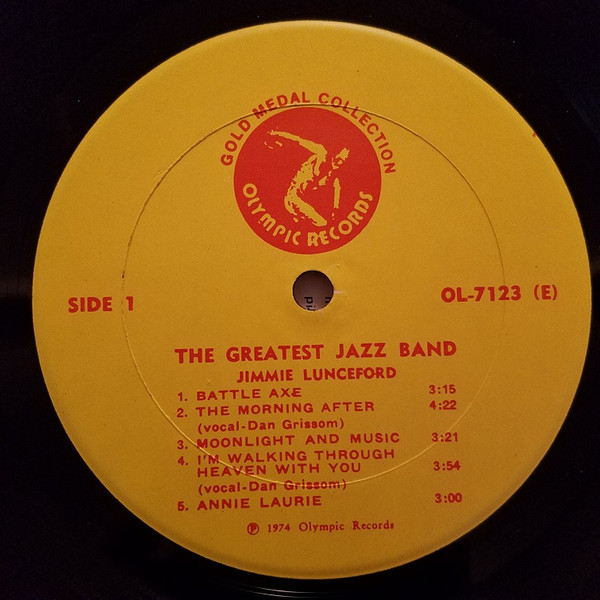 GOLD MEDAL COLLECTION
OLYMPIC RECORDS
SIDE 1
OL-7123 (E)
THE GREATEST JAZZ BAND
JIMMIE LUNCEFORD
1. BATTLE AXE 3:15
2. THE MORNING AFTER 4:22
(vocal-Dan Grissom)
3. MOONLIGHT AND MUSIC 3:21
4. I'M WALKING THROUGH
HEAVEN WITH YOU 3:54
(vocal-Dan Grissom)
5. ANNIE LAURIE 3:00
℗ 1974 Olympic Records